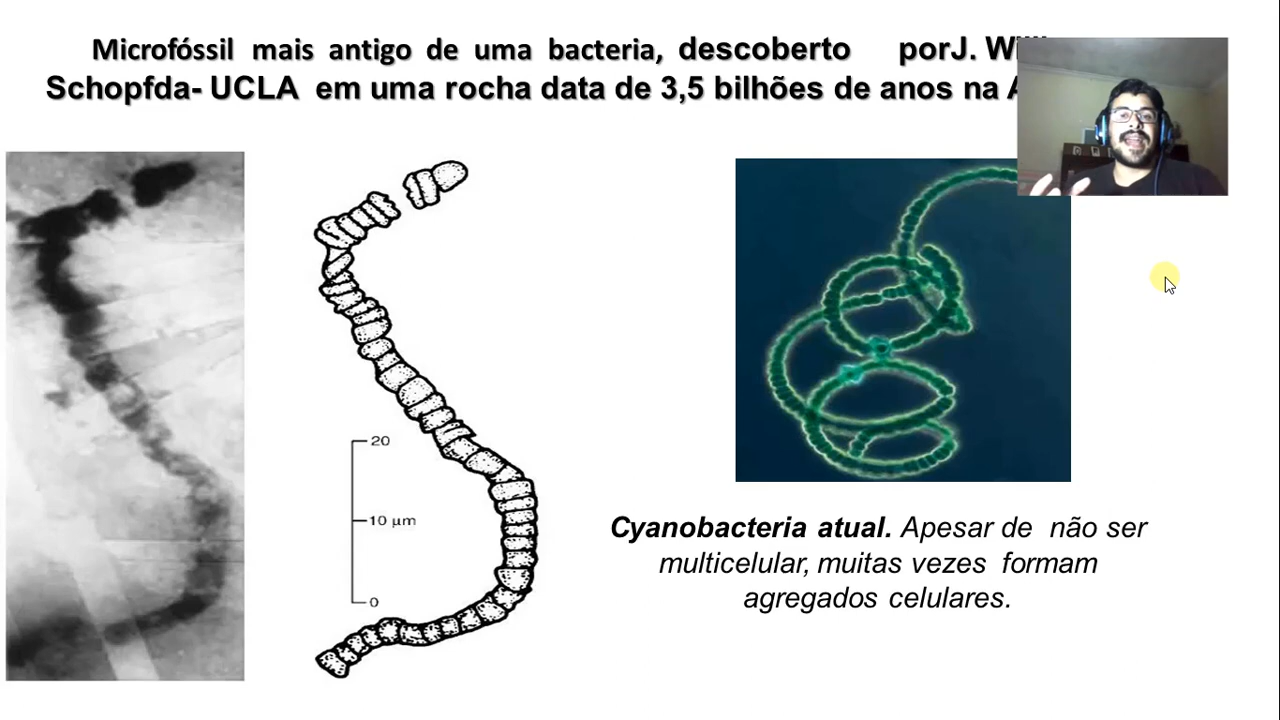 Microfóssil mais antigo de uma bacteria, descoberto porJ.
Schopfda- UCLA em uma rocha data de 3,5 bilhões de anos na
20
10 µm
0
Cyanobacteria atual. Apesar de não ser
multicelular, muitas vezes formam
agregados celulares.